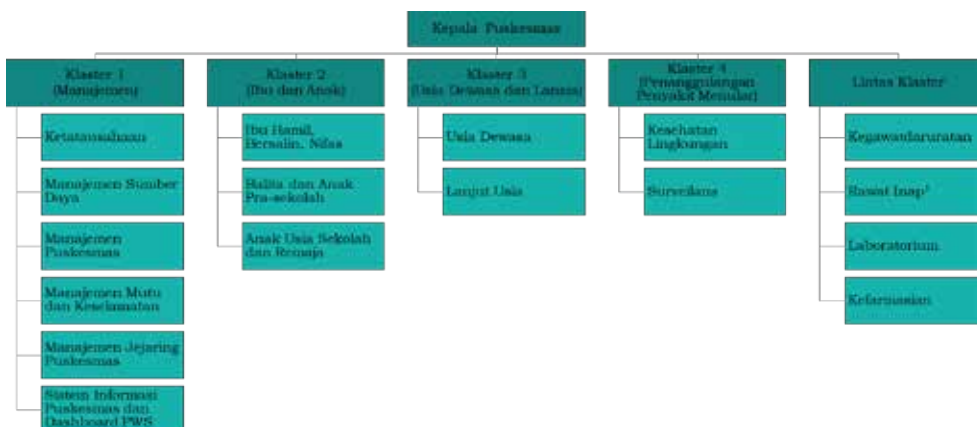 Kepala Puskesmas
Klaster 1
(Manajemen)
Ketatausahaan
Manajemen Sumber
Daya
Manajemen
Puskesmas
Manajemen Mutu
dan Keselamatan
Manajemen Jejaring
Puskesmas
Sistem Informasi
Puskesmas dan
Dashboard PWS
Klaster 2
(Ibu dan Anak)
Ibu Hamil,
Bersalin, Nifas
Balita dan Anak
Pra-sekolah
Anak Usia Sekolah
dan Remaja
Klaster 3
(Usia Dewasa dan Lansia)
Usia Dewasa
Lanjut Usia
Klaster 4
(Penanggulangan
Penyakit Menular)
Kesehatan
Lingkungan
Surveilans
Lintas Klaster
Kegawatdaruratan
Rawat Inap
Laboratorium
Kefarmasian